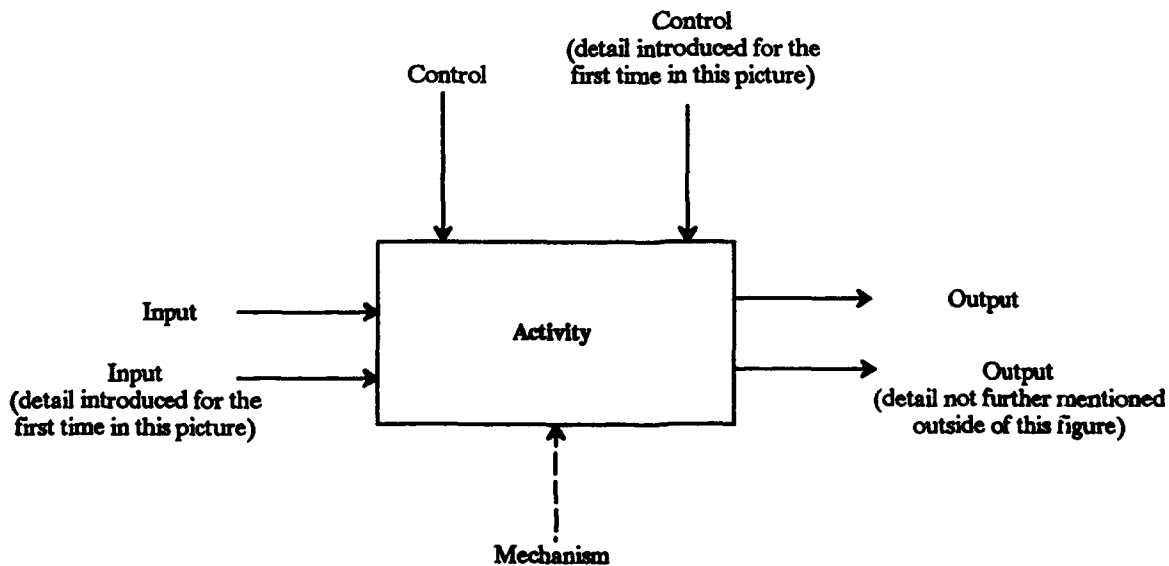 Control
(detail introduced for the
first time in this picture)
Control
Input
Input
(detail introduced for the
first time in this picture)
Activity
Output
Output
(detail not further mentioned
outside of this figure)
Mechanism